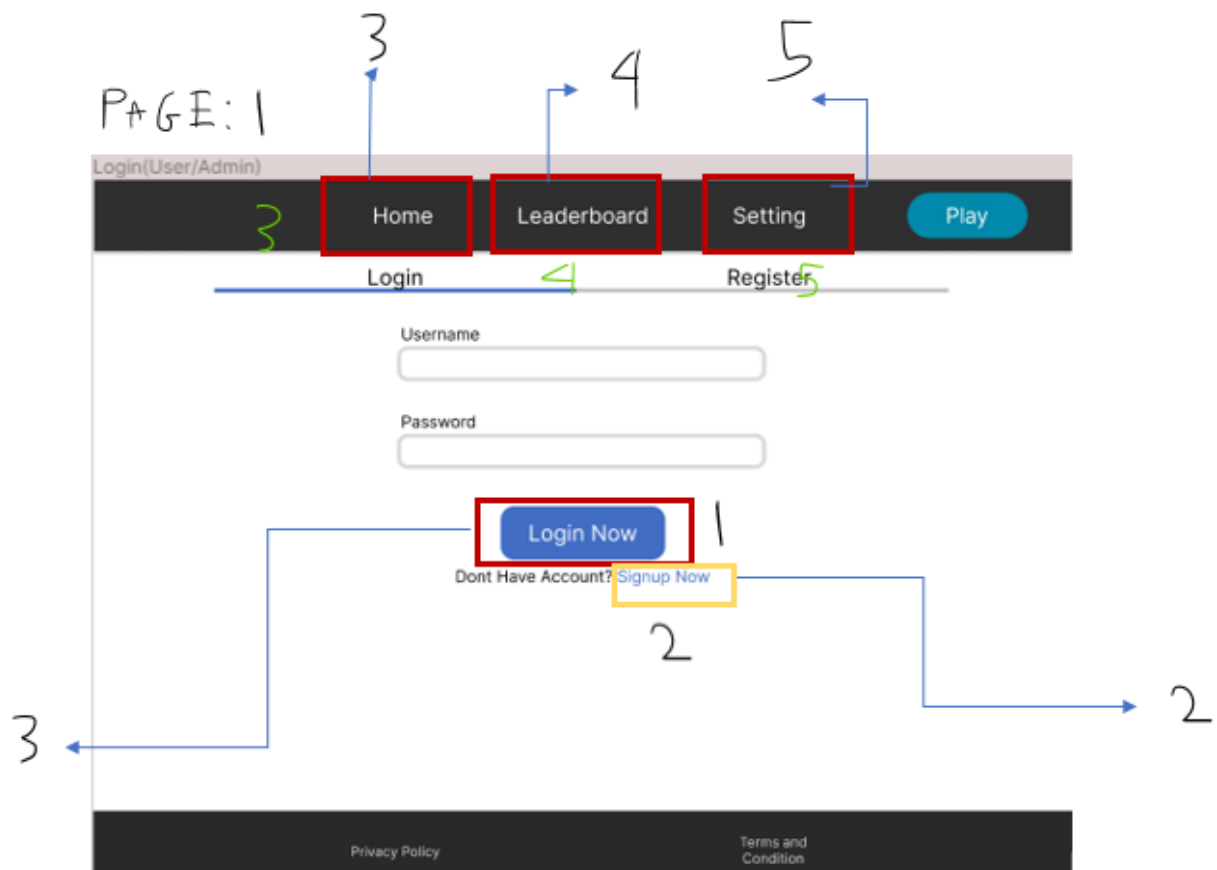 3
4
5
PAGE: 1
Login(User/Admin)
3 Home Leaderboard Setting Play
Login 4 Register 5
Username
Password
Login Now 1
Dont Have Account? Signup Now
2
2
3
Privacy Policy
Terms and
Condition